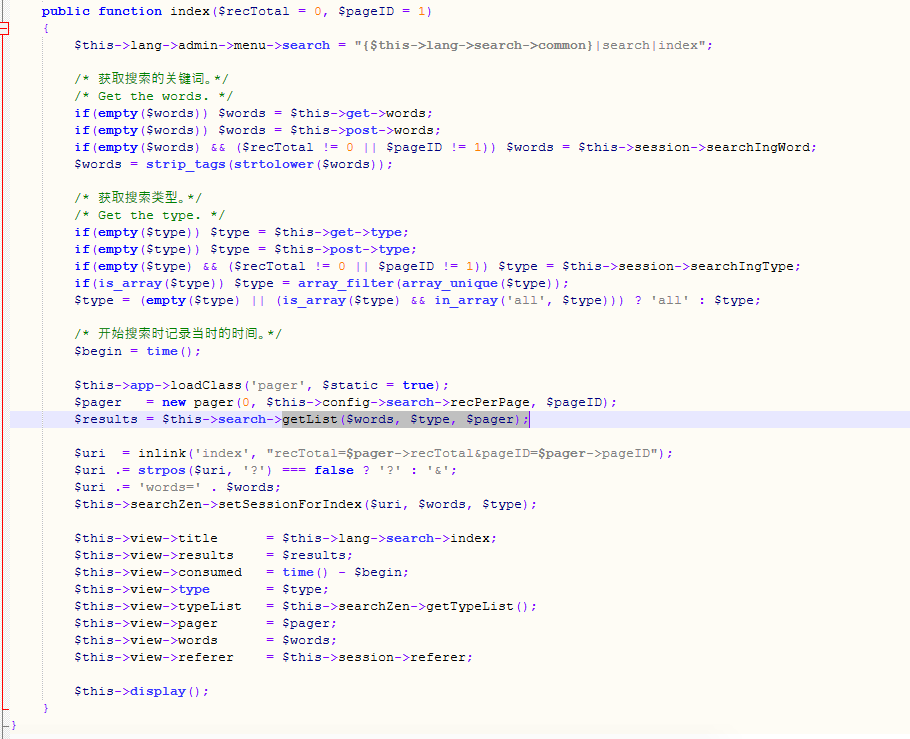 public function index($recTotal = 0, $pageID = 1)
{
$this->lang->admin->menu->search = "{$this->lang->search->common}|search|index";
/* 获取搜索的关键词。*/
/* Get the words. */
if(empty($words)) $words = $this->get->words;
if(empty($words)) $words = $this->post->words;
if(empty($words) && ($recTotal != 0 || $pageID != 1)) $words = $this->session->searchIngWord;
$words = strip_tags(strtolower($words));
/* 获取搜索类型。*/
/* Get the type. */
if(empty($type)) $type = $this->get->type;
if(empty($type)) $type = $this->post->type;
if(empty($type) && ($recTotal != 0 || $pageID != 1)) $type = $this->session->searchIngType;
if(is_array($type)) $type = array_filter(array_unique($type));
$type = (empty($type) || (is_array($type) && in_array('all', $type))) ? 'all' : $type;
/* 开始搜索时记录当时的时间。*/
$begin = time();
$this->app->loadClass('pager', $static = true);
$pager   = new pager(0, $this->config->search->recPerPage, $pageID);
$results = $this->search->getList($words, $type, $pager);
$uri  = inlink('index', "recTotal=$pager->recTotal&pageID=$pager->pageID");
$uri .= strpos($uri, '?') === false ? '?' : '&';
$uri .= 'words=' . $words;
$this->searchZen->setSessionForIndex($uri, $words, $type);
$this->view->title      = $this->lang->search->index;
$this->view->results    = $results;
$this->view->consumed   = time() - $begin;
$this->view->type       = $type;
$this->view->typeList   = $this->searchZen->getTypeList();
$this->view->pager      = $pager;
$this->view->words      = $words;
$this->view->referer    = $this->session->referer;
$this->display();
}
}